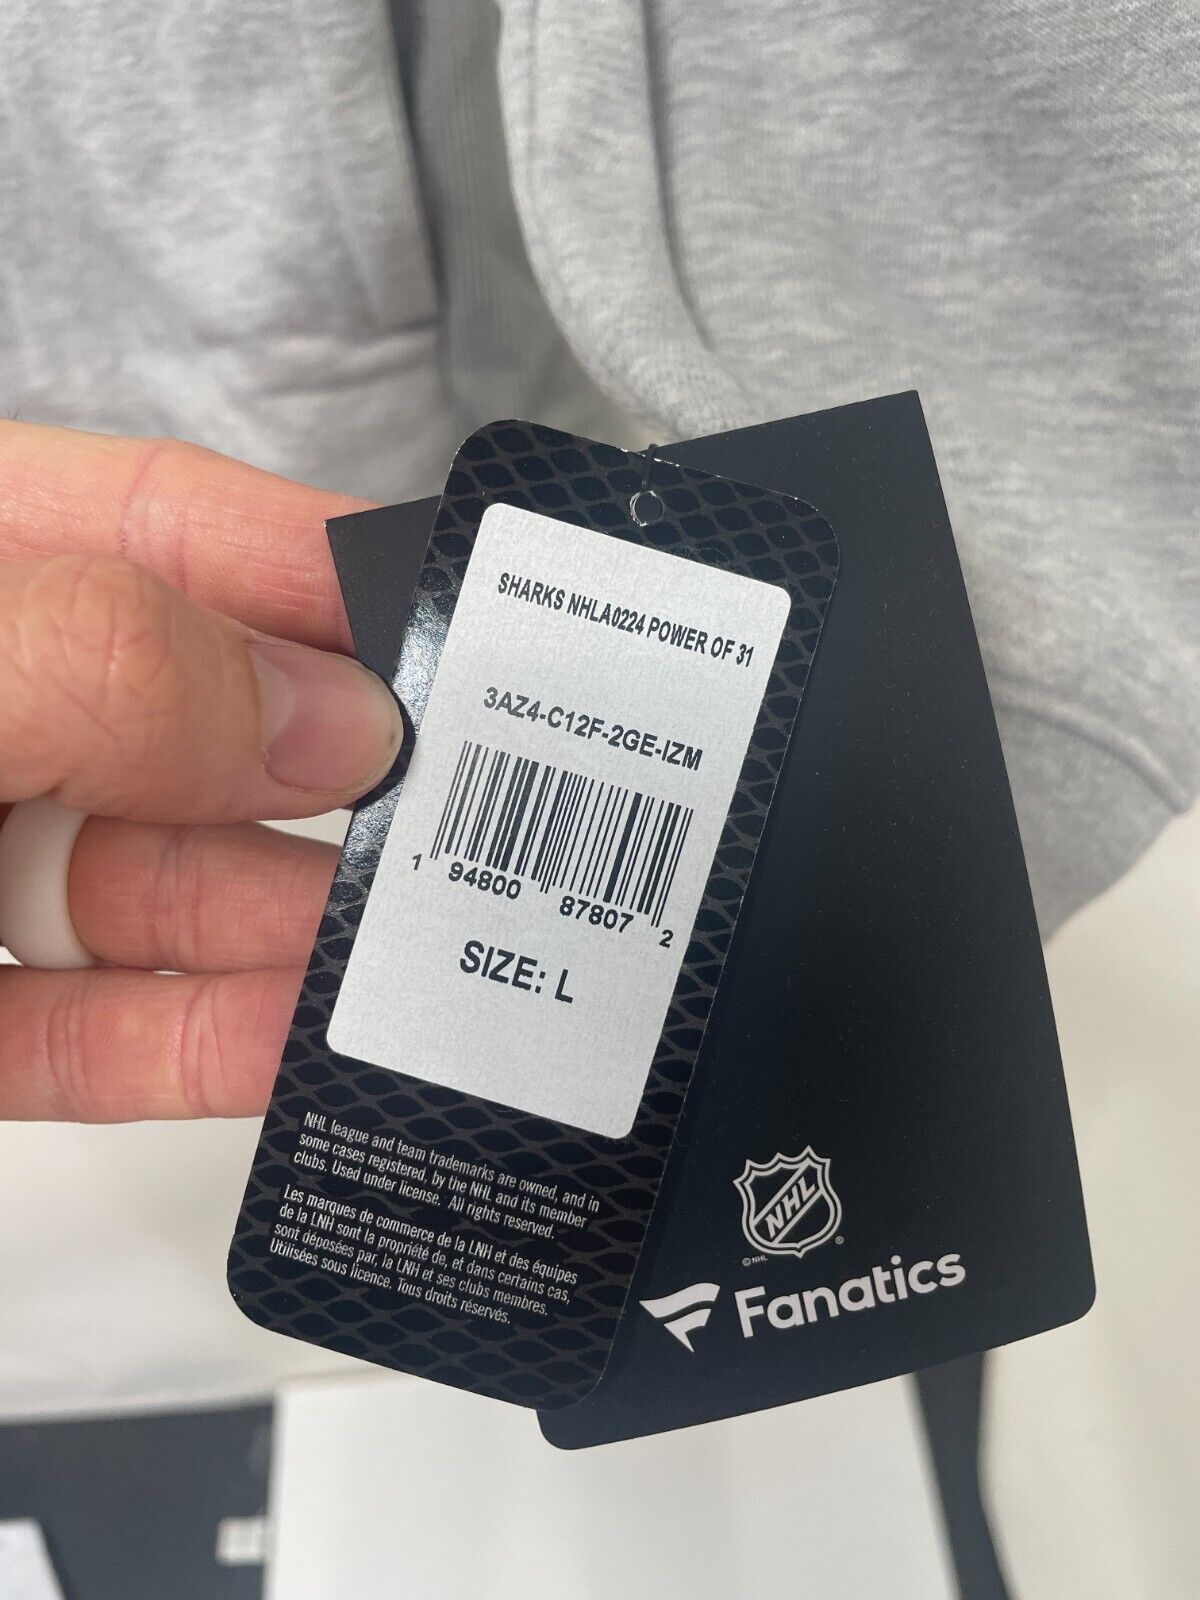 SHARKS NHLA0224 POWER OF 31
3AZ4-C12F-2GE-IZM
1 94800 87807 2
SIZE: L
NHL league and team trademarks are owned, and in
some cases registered, by the NHL and its member
clubs. Used under license. All rights reserved.
Les marques de commerce de la LNH et des équipes
de la LNH sont la propriété de, et dans certains cas,
sont déposées par, la LNH et ses clubs membres.
Utilisées sous licence. Tous droits réservés.
NHL
®
© NHL
Fanatics